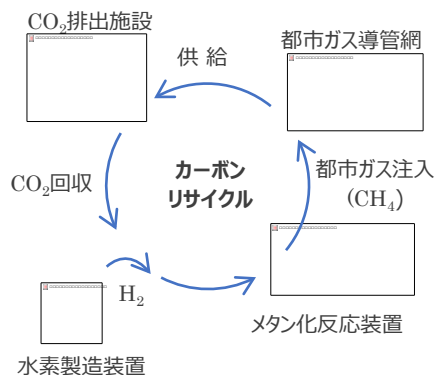 CO₂排出施設
供 給
都市ガス導管網
CO₂回収
カーボン
リサイクル
都市ガス注入
(CH₄)
H₂
メタン化反応装置
水素製造装置